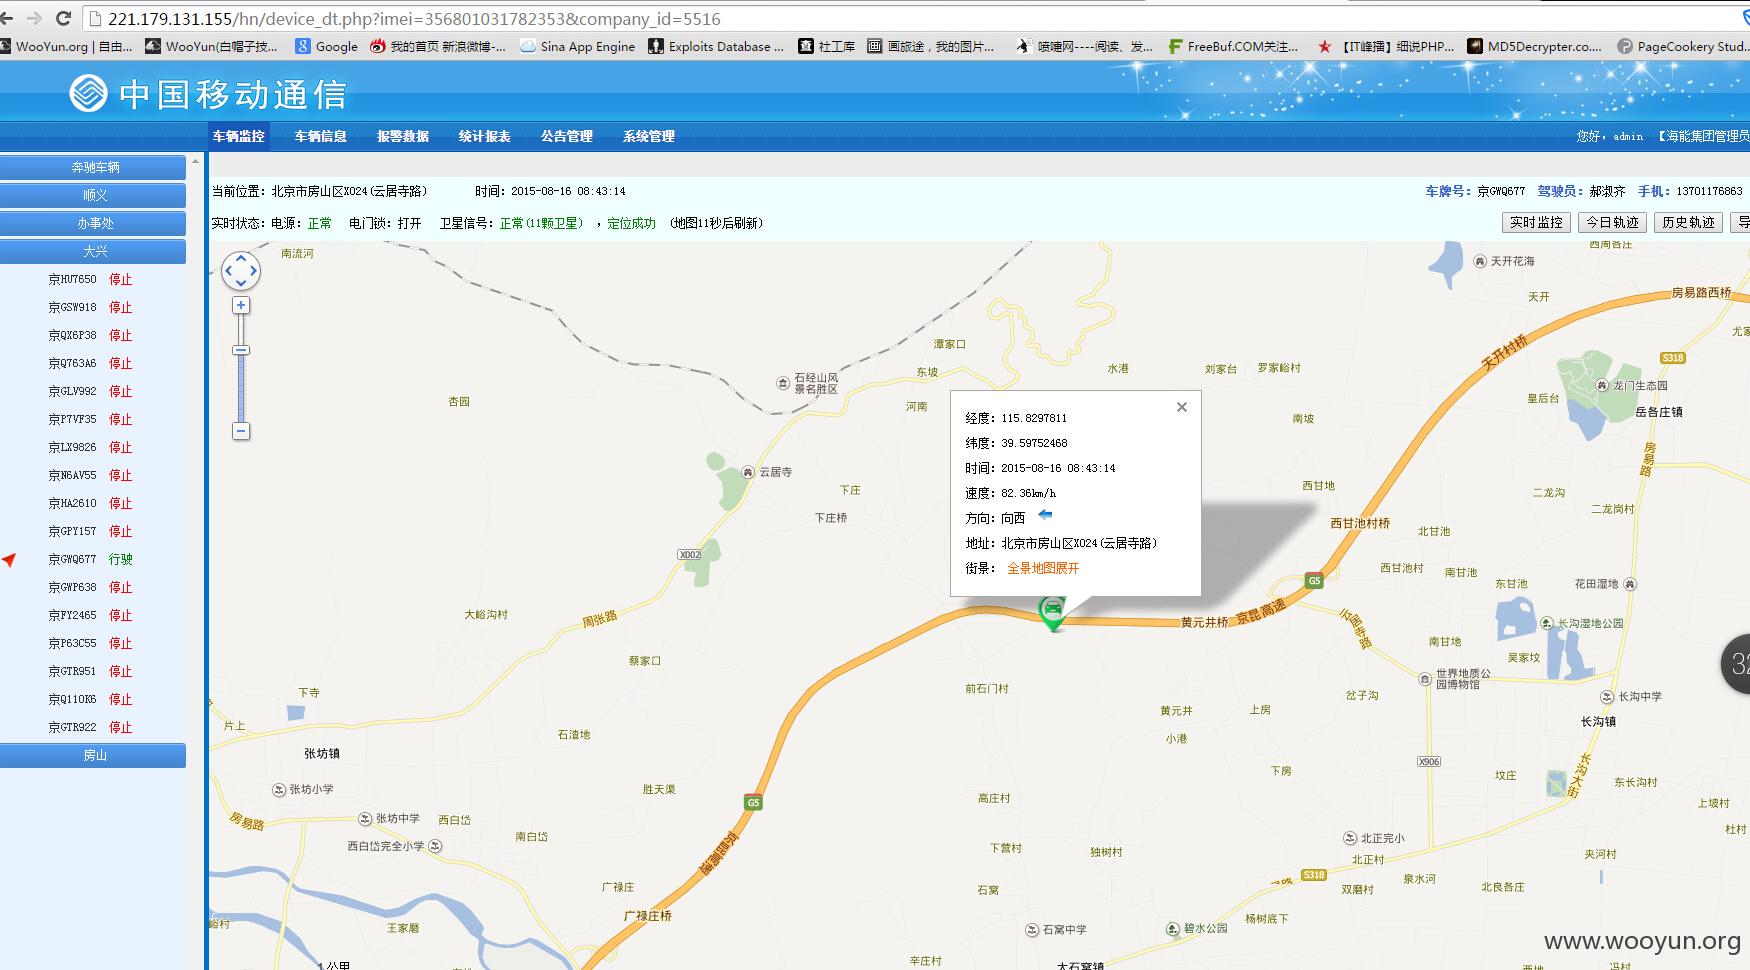 221.179.131.155/hn/device_dt.php?imei=356801031782353&company_id=5516
WooYun.org | 自由... WooYun(白帽子技... Google 我的首页 新浪微博-... Sina App Engine Exploits Database ... 社工库 画旅途，我的图片... 喷嚏网----阅读、发... FreeBuf.COM关注... 【IT峰播】细说PHP... MD5Decrypter.co.... PageCookery Stud...
中国移动通信
车辆监控 车辆信息 报警数据 统计报表 公告管理 系统管理 您好，admin 【海能集团管理员
奔驰车辆
顺义
办事处
大兴
京HU7650 停止
京GSW918 停止
京QX6P38 停止
京Q763A6 停止
京GLV992 停止
京P7VF35 停止
京LX9826 停止
京N6AV55 停止
京HA2610 停止
京GPY157 停止
京GWQ677 行驶
京GWP638 停止
京FY2465 停止
京P63C55 停止
京GTR951 停止
京Q110K6 停止
京GTR922 停止
房山
当前位置：北京市房山区X024(云居寺路) 时间：2015-08-16 08:43:14 车牌号：京GWQ677 驾驶员：郝淑齐 手机：13701176863
实时状态：电源：正常 电门锁：打开 卫星信号：正常(11颗卫星) ，定位成功 (地图11秒后刷新) 实时监控 今日轨迹 历史轨迹 导
南流河
西周各庄
天开花海
天开
房易路西桥
天开村桥
尤家
S318
潭家口
东坡
水港
刘家台
罗家峪村
石经山风
景名胜区
杏园
河南
南坡
皇后台
龙门生态园
岳各庄镇
房易路
云居寺
下庄
下庄桥
西甘地
二龙沟
二龙岗村
西甘池村桥
北甘池
经度：115.8297811
纬度：39.59752468
时间：2015-08-16 08:43:14
速度：82.36km/h
方向：向西
地址：北京市房山区X024(云居寺路)
街景： 全景地图展开
X002
G5
西甘池村
南甘池
东甘池
花田湿地
大峪沟村
周张路
黄元井桥
京昆高速
云居寺路
长沟湿地公园
南甘地
吴家坟
蔡家口
前石门村
世界地质公
园博物馆
岔子沟
长沟中学
长沟镇
下寺
片上
黄元井
上房
小港
石渣地
张坊镇
X906
下房
坟庄
长沟大街
东长沟村
张坊小学
胜天渠
高庄村
G5
上坡村
房易路
张坊中学
西白岱
南白岱
西白岱完全小学
京昆高速
下营村
独树村
北正完小
北正村
杜村
夹河村
广禄庄
石窝
S318
双磨村
泉水河
北良各庄
广禄庄桥
杨树底下
峪村
王家磨
石窝中学
碧水公园
辛庄村
大石窝镇
1公里
www.wooyun.org
32